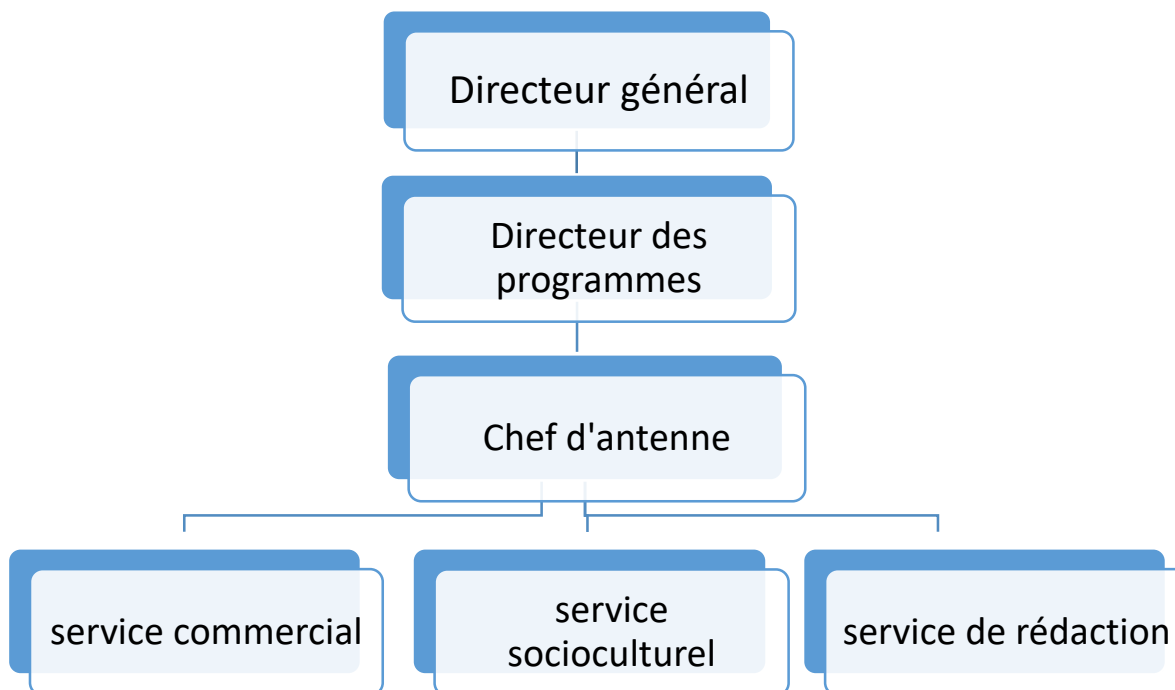 Directeur général
Directeur des
programmes
Chef d'antenne
service commercial
service
socioculturel
service de rédaction